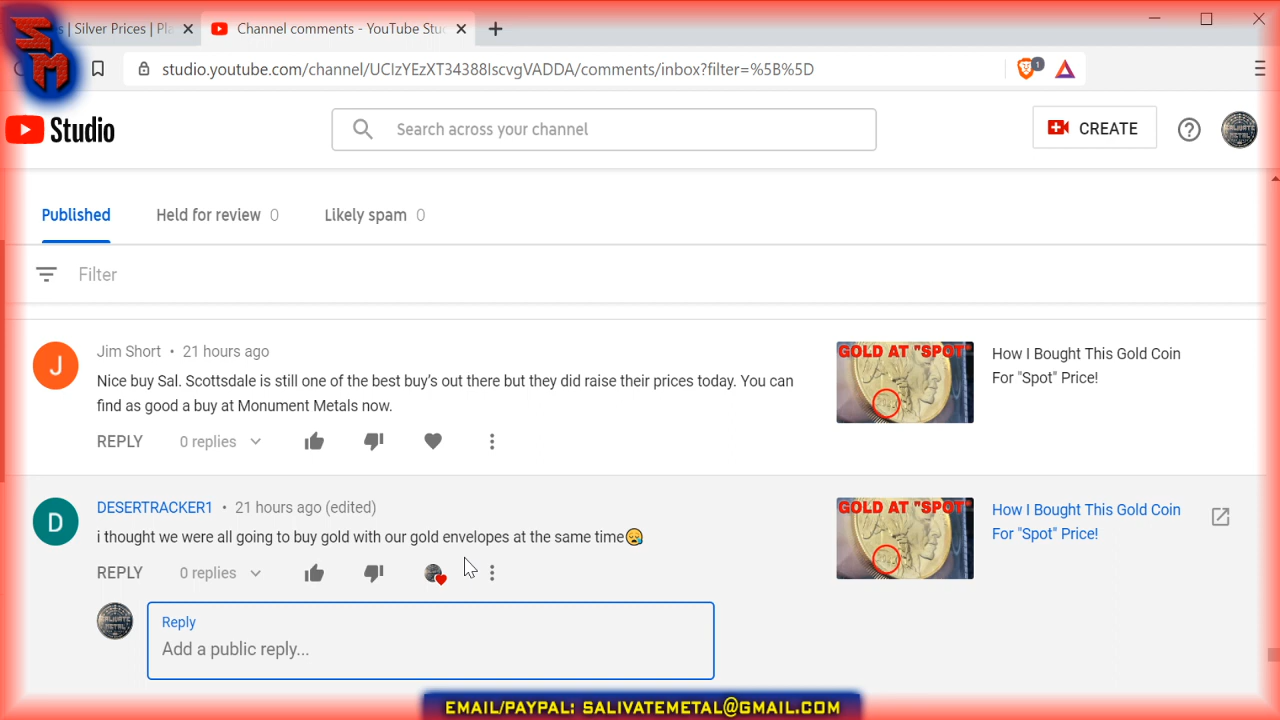 SM
s | Silver Prices | Pla
Channel comments - YouTube Stu
studio.youtube.com/channel/UCIzYEzXT34388IscvgVADDA/comments/inbox?filter=%5B%5D
1
Studio
Search across your channel
CREATE
Published
Held for review 0
Likely spam 0
Filter
J
Jim Short • 21 hours ago
Nice buy Sal. Scottsdale is still one of the best buy's out there but they did raise their prices today. You can
find as good a buy at Monument Metals now.
REPLY 0 replies
GOLD AT "SPOT"
How I Bought This Gold Coin
For "Spot" Price!
D
DESERTRACKER1 • 21 hours ago (edited)
i thought we were all going to buy gold with our gold envelopes at the same time😪
REPLY 0 replies
GOLD AT "SPOT"
How I Bought This Gold Coin
For "Spot" Price!
Reply
Add a public reply...
EMAIL/PAYPAL: SALIVATEMETAL@GMAIL.COM